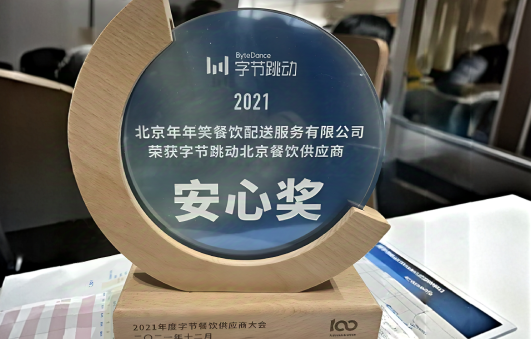 ByteDance
字节跳动
2021
北京年年笑餐饮配送服务有限公司
荣获字节跳动北京餐饮供应商
安心奖
2021年度字节餐饮供应商大会
二〇二一年十二月